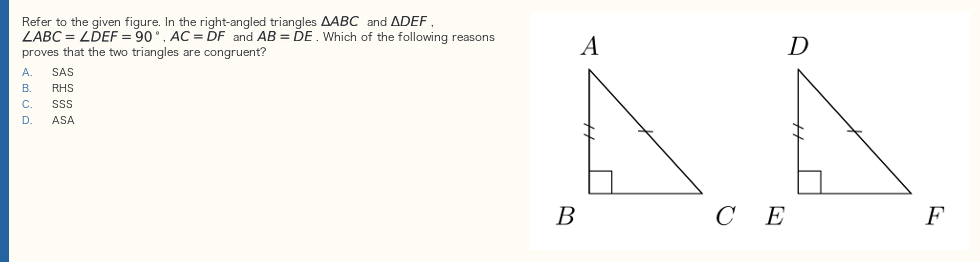 Refer to the given figure. In the right-angled triangles ΔABC and ΔDEF ,
∠ABC = ∠DEF = 90 ° , AC = DF and AB = DE . Which of the following reasons
proves that the two triangles are congruent?
A. SAS
B. RHS
C. SSS
D. ASA
A D
B C E F